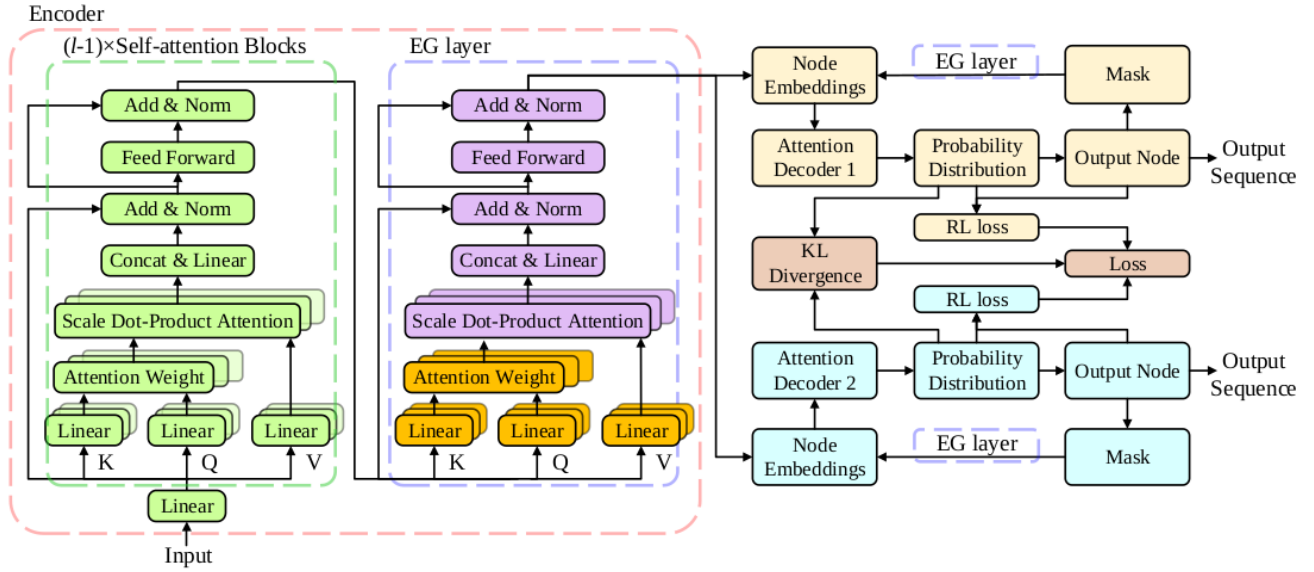 Encoder
(l-1)×Self-attention Blocks
Add & Norm
Feed Forward
Add & Norm
Concat & Linear
Scale Dot-Product Attention
Attention Weight
Linear
Linear
Linear
K
Q
V
Linear
Input
EG layer
Add & Norm
Feed Forward
Add & Norm
Concat & Linear
Scale Dot-Product Attention
Attention Weight
Linear
Linear
Linear
K
Q
V
Node
Embeddings
EG layer
Mask
Attention
Decoder 1
Probability
Distribution
Output Node
Output
Sequence
RL loss
KL
Divergence
Loss
RL loss
Attention
Decoder 2
Probability
Distribution
Output Node
Output
Sequence
Node
Embeddings
EG layer
Mask